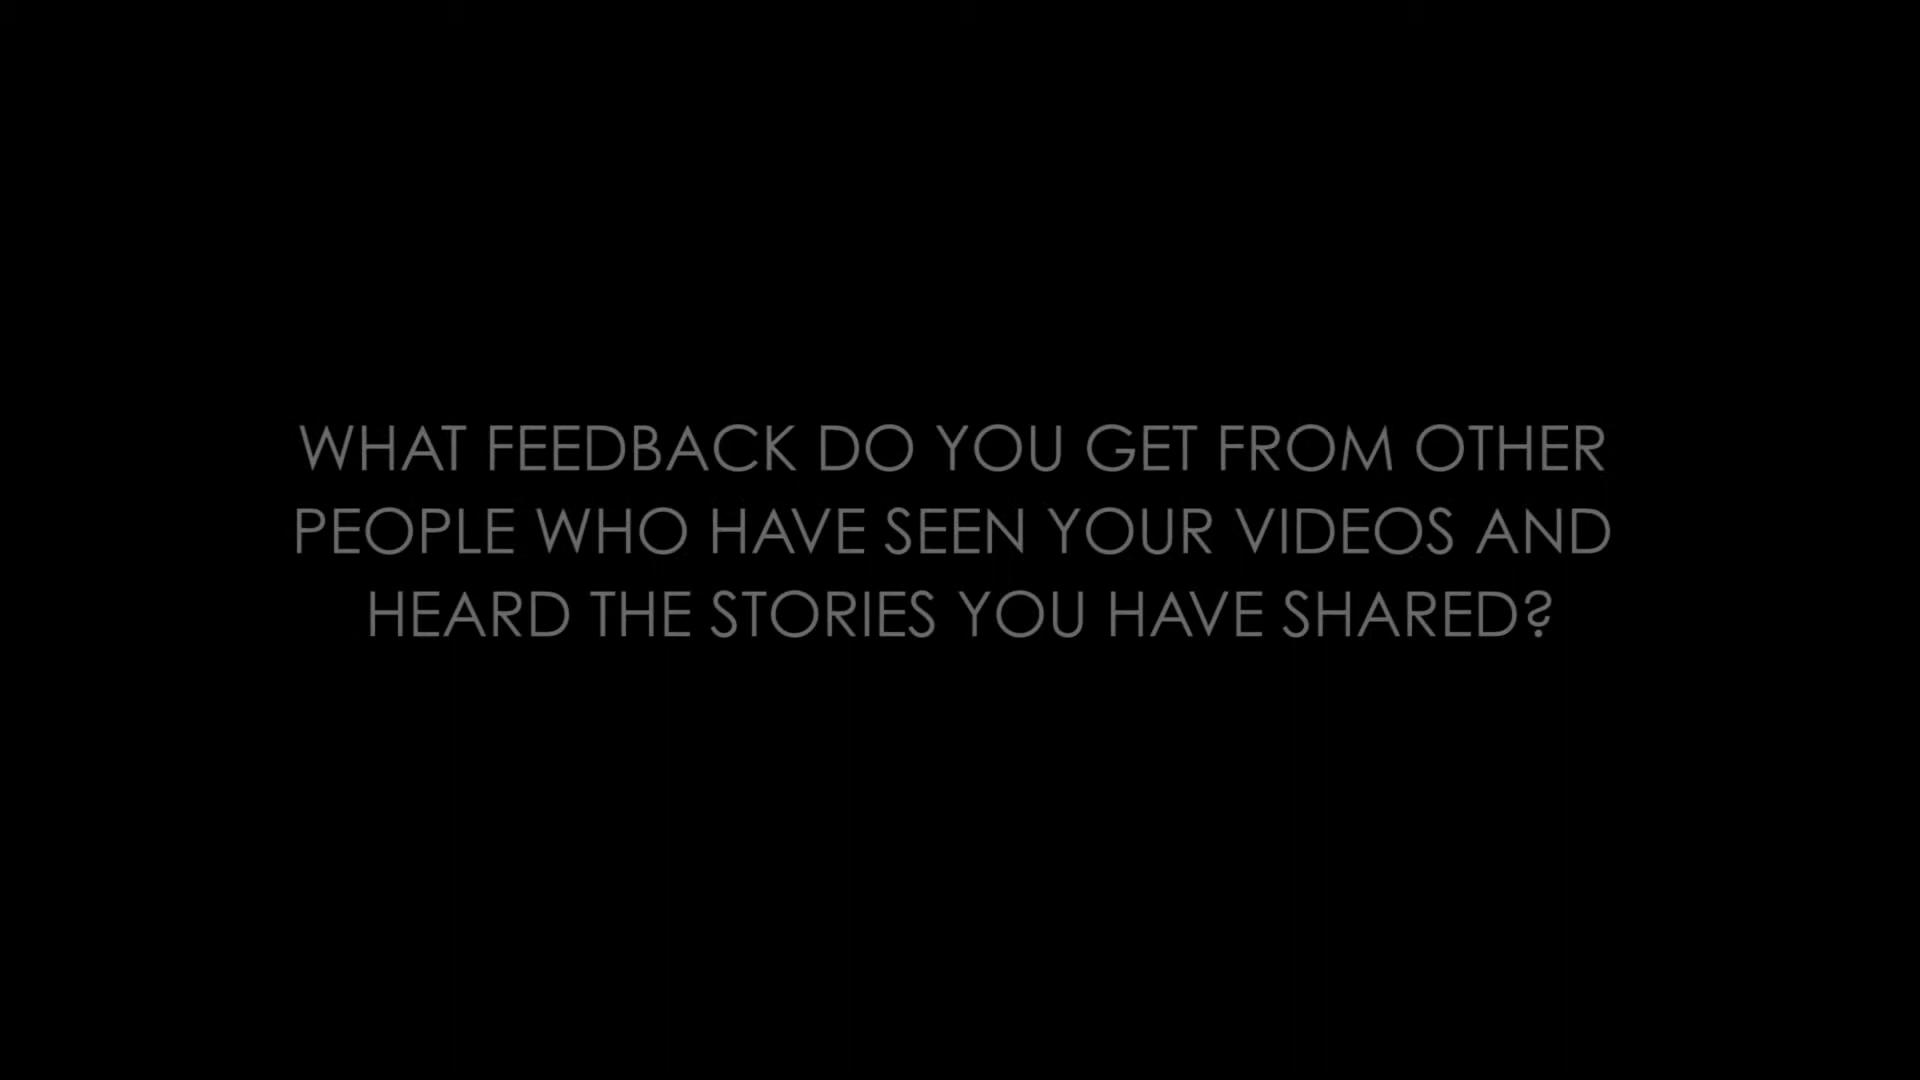 WHAT FEEDBACK DO YOU GET FROM OTHER
PEOPLE WHO HAVE SEEN YOUR VIDEOS AND
HEARD THE STORIES YOU HAVE SHARED?